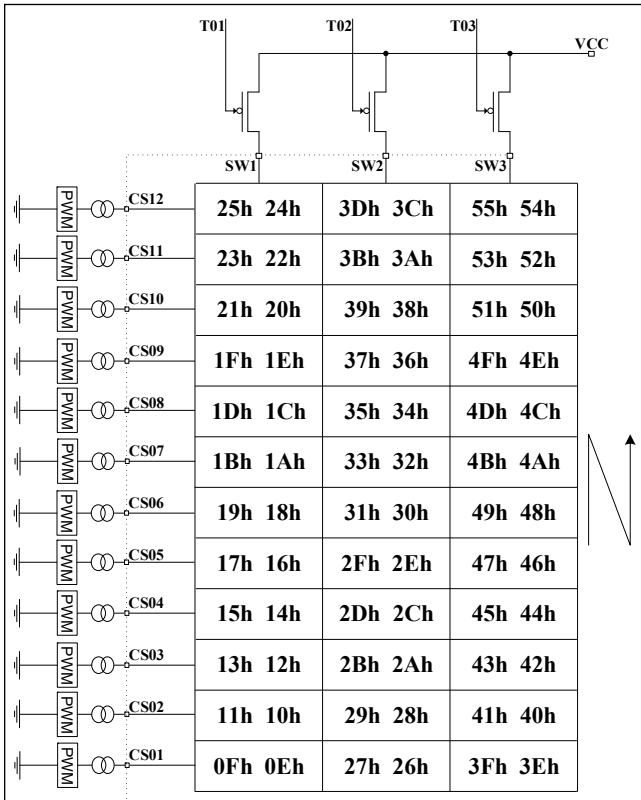 T01 T02 T03
VCC
SW1 SW2 SW3
PWM CS12 25h 24h 3Dh 3Ch 55h 54h
PWM CS11 23h 22h 3Bh 3Ah 53h 52h
PWM CS10 21h 20h 39h 38h 51h 50h
PWM CS09 1Fh 1Eh 37h 36h 4Fh 4Eh
PWM CS08 1Dh 1Ch 35h 34h 4Dh 4Ch
PWM CS07 1Bh 1Ah 33h 32h 4Bh 4Ah
PWM CS06 19h 18h 31h 30h 49h 48h
PWM CS05 17h 16h 2Fh 2Eh 47h 46h
PWM CS04 15h 14h 2Dh 2Ch 45h 44h
PWM CS03 13h 12h 2Bh 2Ah 43h 42h
PWM CS02 11h 10h 29h 28h 41h 40h
PWM CS01 0Fh 0Eh 27h 26h 3Fh 3Eh